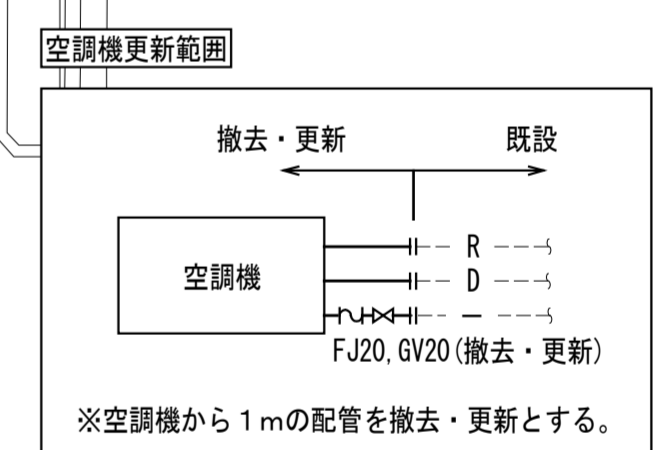 空調機更新範囲
撤去・更新 既設
空調機
R
D
FJ20,GV20(撤去・更新)
※空調機から１mの配管を撤去・更新とする。